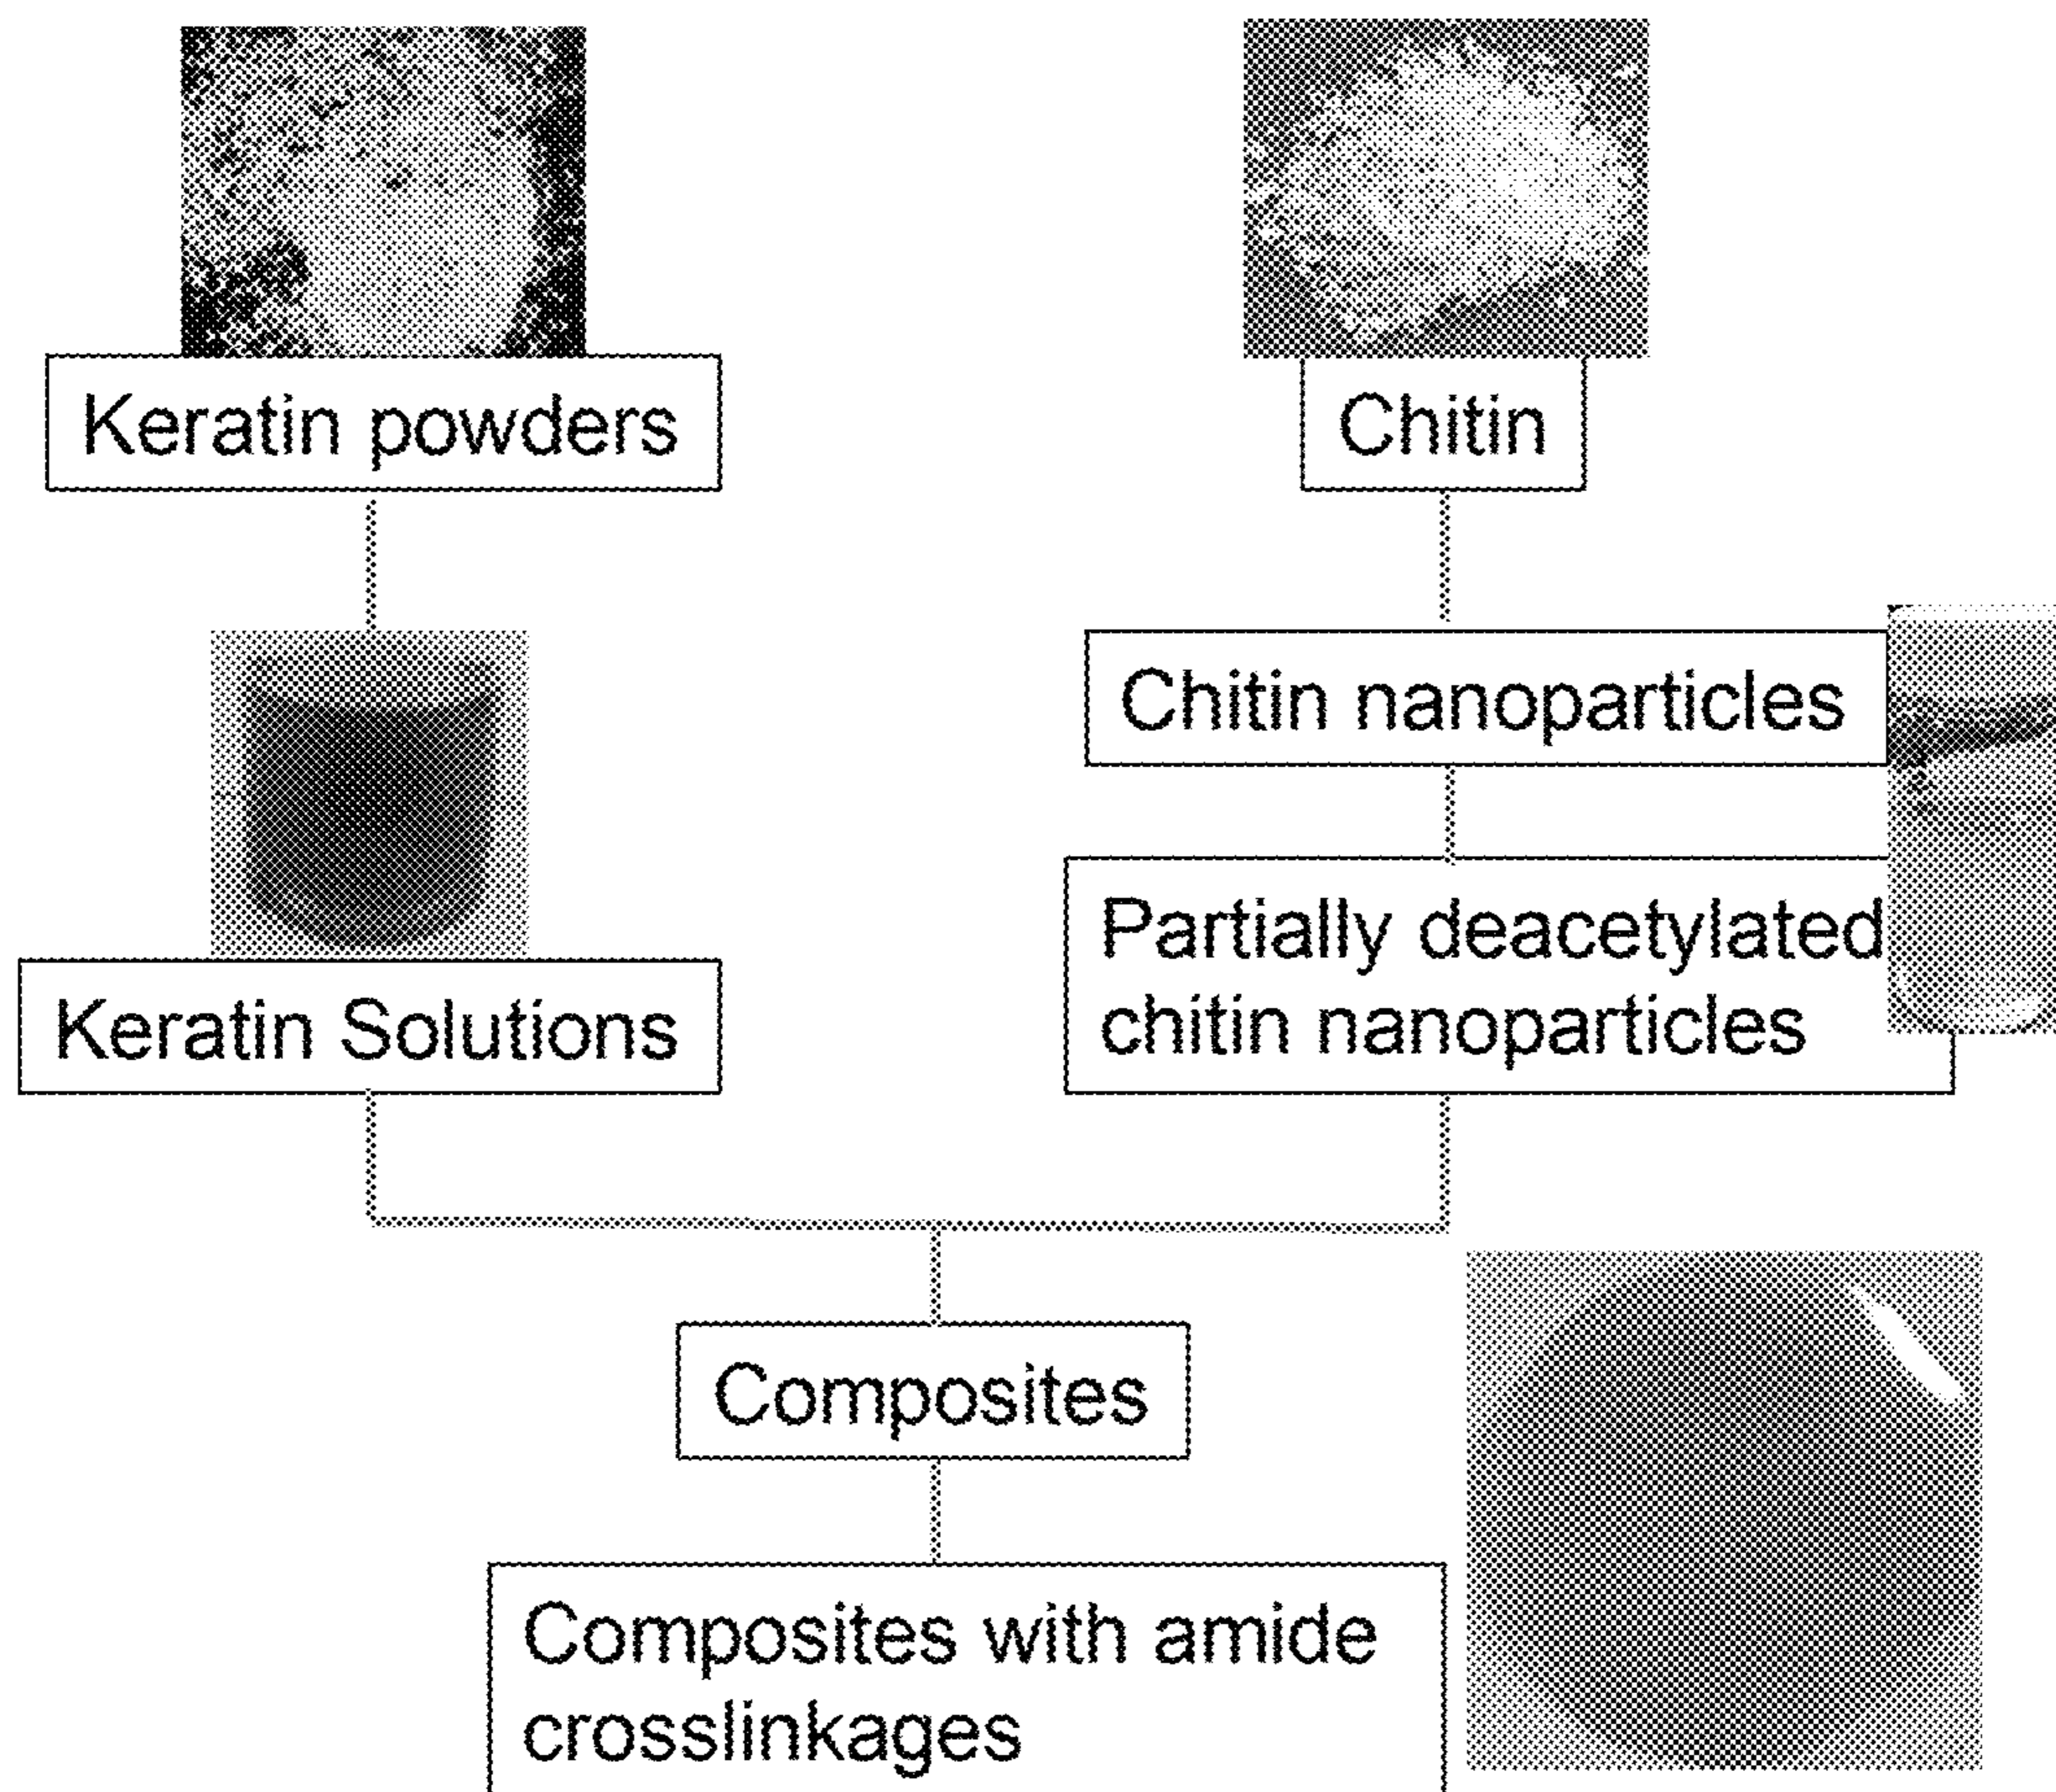 Keratin powders
Chitin
Chitin nanoparticles
Partially deacetylated
chitin nanoparticles
Keratin Solutions
Composites
Composites with amide
crosslinkages